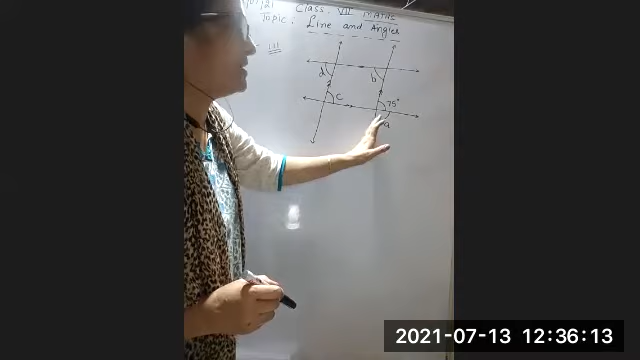 Class. VII MATHS
Topic: Line and Angles
d
b
c
75°
a
2021-07-13 12:36:13